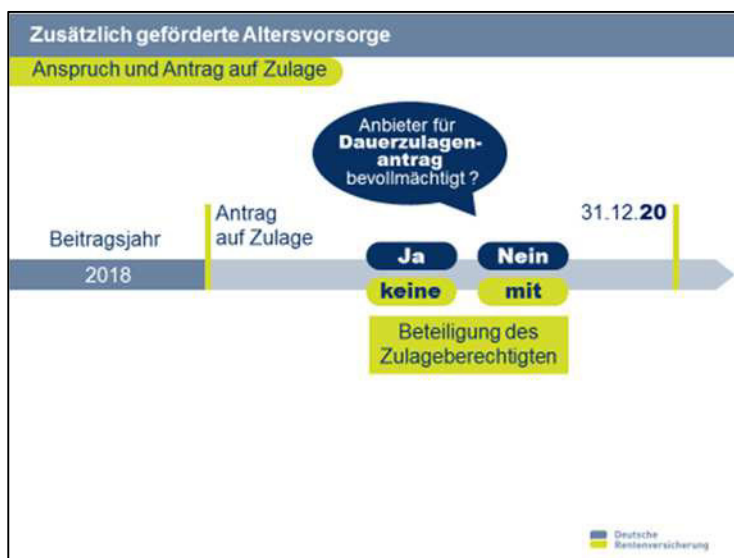 Zusätzlich geförderte Altersvorsorge
Anspruch und Antrag auf Zulage
Anbieter für
Dauerzulagen-
antrag
bevollmächtigt ?
Beitragsjahr
2018
Antrag
auf Zulage
31.12.20
Ja
Nein
keine
mit
Beteiligung des
Zulageberechtigten
Deutsche
Rentenversicherung